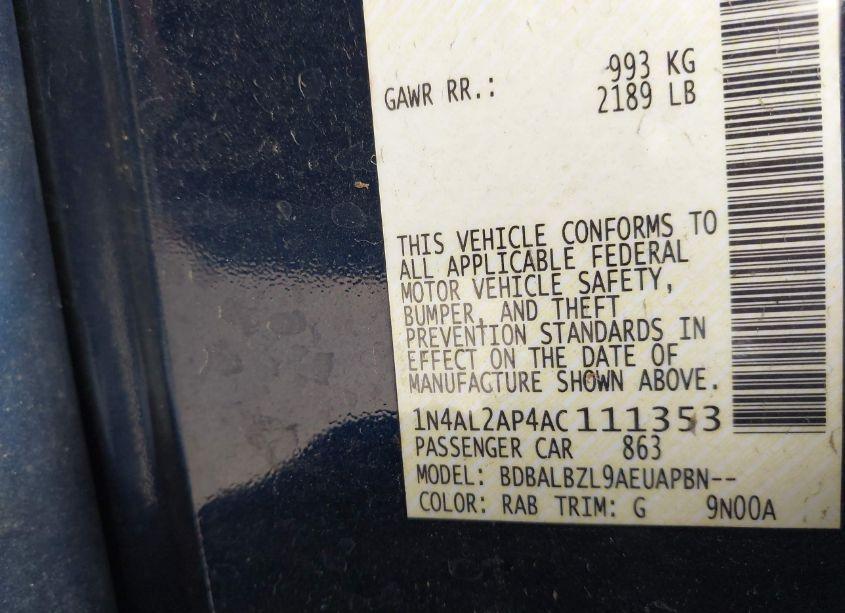 GAWR RR.: 993 KG
2189 LB
THIS VEHICLE CONFORMS TO
ALL APPLICABLE FEDERAL
MOTOR VEHICLE SAFETY,
BUMPER, AND THEFT
PREVENTION STANDARDS IN
EFFECT ON THE DATE OF
MANUFACTURE SHOWN ABOVE.
1N4AL2AP4AC111353
PASSENGER CAR 863
MODEL: BDBALBZL9AEUAPBN--
COLOR: RAB TRIM: G 9N00A